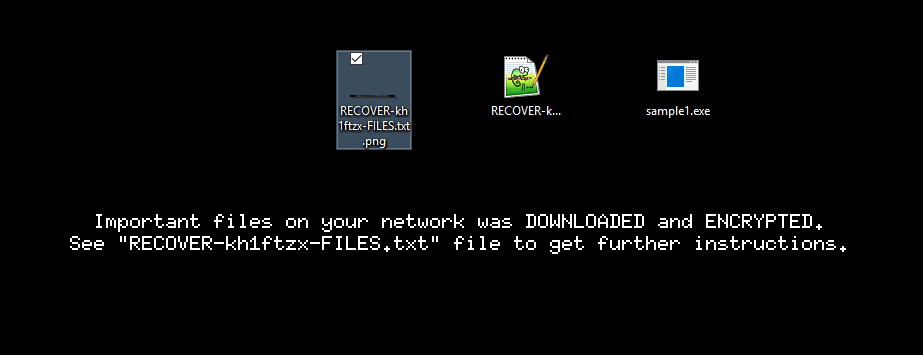 RECOVER-kh
1ftzx-FILES.txt
.png
RECOVER-k...
sample1.exe
Important files on your network was DOWNLOADED and ENCRYPTED.
See "RECOVER-kh1ftzx-FILES.txt" file to get further instructions.